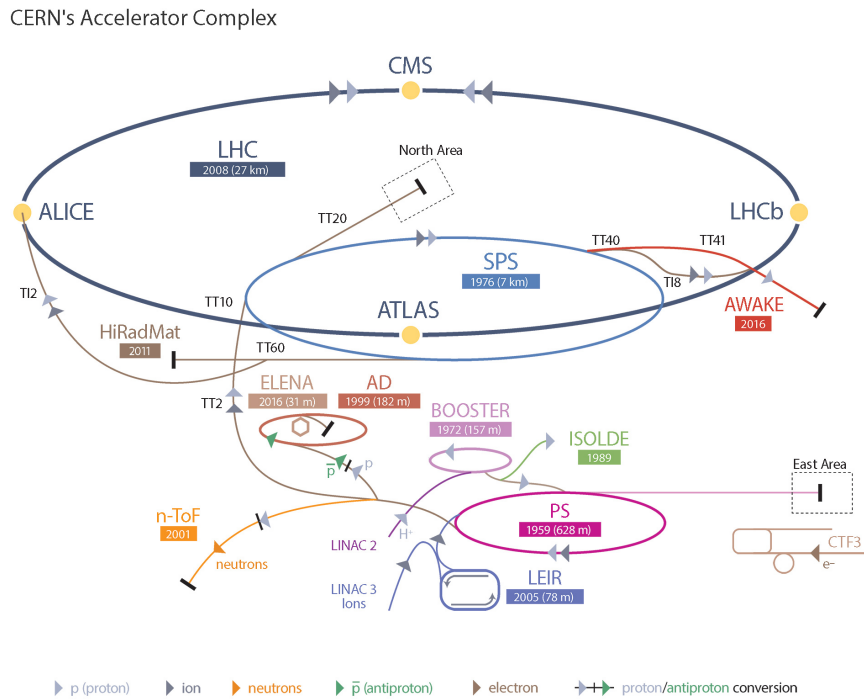 CERN's Accelerator Complex
CMS
LHC
2008 (27 km)
North Area
ALICE
LHCb
TT20
TT40
TT41
SPS
1976 (7 km)
TI2
TT10
TI8
ATLAS
AWAKE
2016
HiRadMat
2011
TT60
ELENA
2016 (31 m)
AD
1999 (182 m)
TT2
BOOSTER
1972 (157 m)
ISOLDE
1989
p̅
p
East Area
n-ToF
2001
neutrons
LINAC 2
H⁺
PS
1959 (628 m)
CTF3
e⁻
LINAC 3
Ions
LEIR
2005 (78 m)
p (proton)
ion
neutrons
p̅ (antiproton)
electron
proton/antiproton conversion